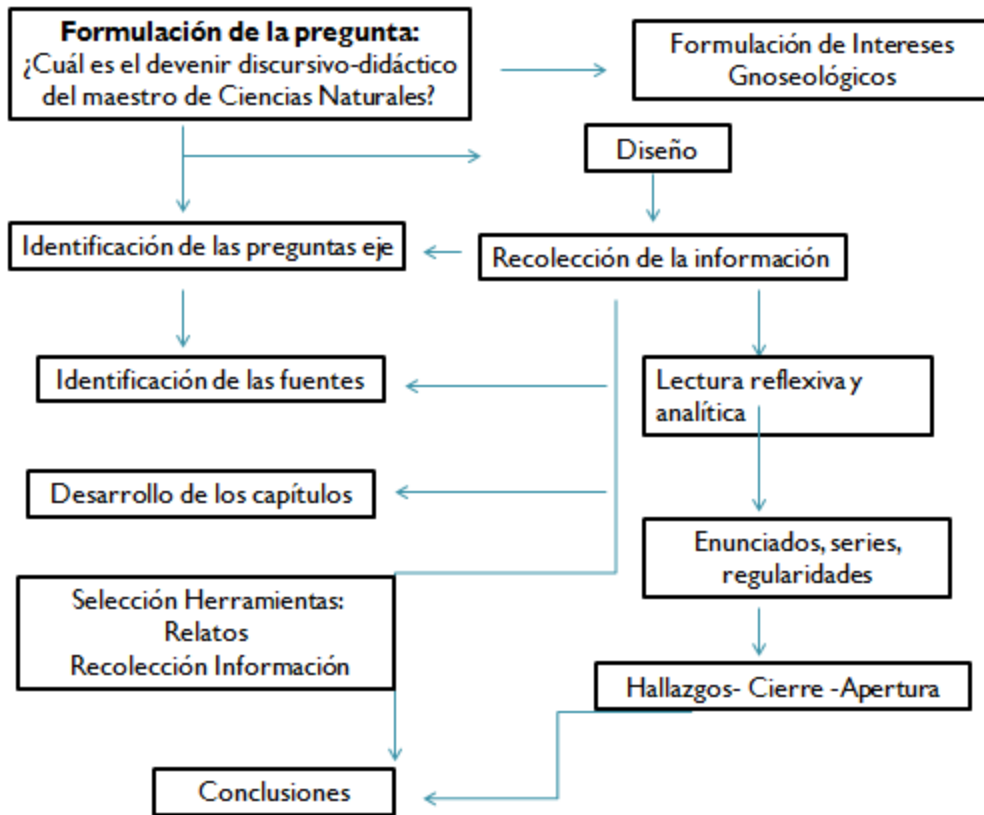 Formulación de la pregunta:
¿Cuál es el devenir discursivo-didáctico
del maestro de Ciencias Naturales?
Formulación de Intereses
Gnoseológicos
Diseño
Identificación de las preguntas eje
Recolección de la información
Identificación de las fuentes
Lectura reflexiva y
analítica
Desarrollo de los capítulos
Enunciados, series,
regularidades
Selección Herramientas:
Relatos
Recolección Información
Hallazgos- Cierre -Apertura
Conclusiones